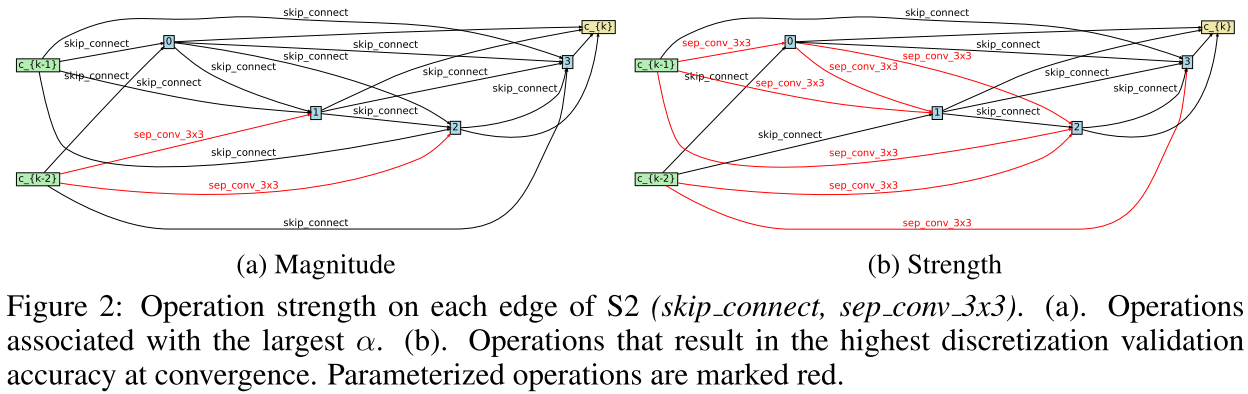 skip_connect
c_{k}
skip_connect
0
skip_connect
3
c_{k-1}
skip_connect
skip_connect
skip_connect
skip_connect
skip_connect
skip_connect
1
skip_connect
2
sep_conv_3x3
skip_connect
c_{k-2}
sep_conv_3x3
skip_connect
(a) Magnitude
skip_connect
c_{k}
sep_conv_3x3
0
skip_connect
sep_conv_3x3
3
c_{k-1}
sep_conv_3x3
skip_connect
skip_connect
sep_conv_3x3
skip_connect
1
skip_connect
2
skip_connect
sep_conv_3x3
c_{k-2}
sep_conv_3x3
sep_conv_3x3
(b) Strength
Figure 2: Operation strength on each edge of S2 (skip_connect, sep_conv_3x3). (a). Operations
associated with the largest α. (b). Operations that result in the highest discretization validation
accuracy at convergence. Parameterized operations are marked red.